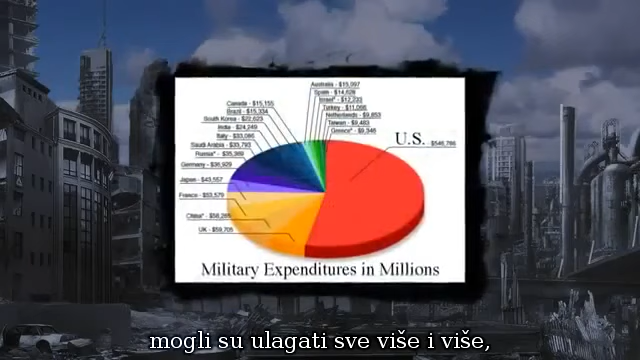 Australia - $15,097
Spain - $14,628
Israel* - $12,233
Turkey - $11,066
Netherlands - $9,853
Taiwan - $9,483
Greece* - $9,346
Canada - $15,155
Brazil - $15,334
South Korea - $22,623
India - $24,249
Italy - $33,086
Saudi Arabia - $33,793
Russia* - $35,369
Germany - $36,929
Japan - $43,557
France - $53,579
China* - $58,265
UK - $59,705
U.S. - $546,786
Military Expenditures in Millions
mogli su ulagati sve više i više,